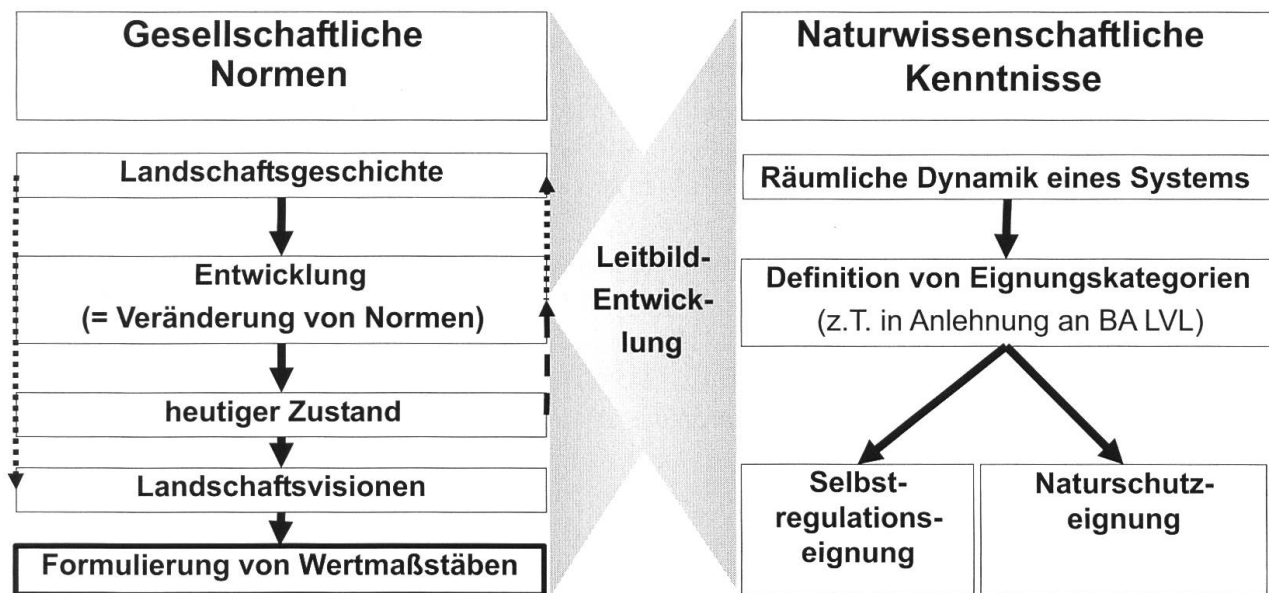 Gesellschaftliche
Normen
Landschaftsgeschichte
Entwicklung
(= Veränderung von Normen)
heutiger Zustand
Landschaftsvisionen
Formulierung von Wertmaßstäben
Leitbild-
Entwick-
lung
Naturwissenschaftliche
Kenntnisse
Räumliche Dynamik eines Systems
Definition von Eignungskategorien
(z.T. in Anlehnung an BA LVL)
Selbst-
regulations-
eignung
Naturschutz-
eignung